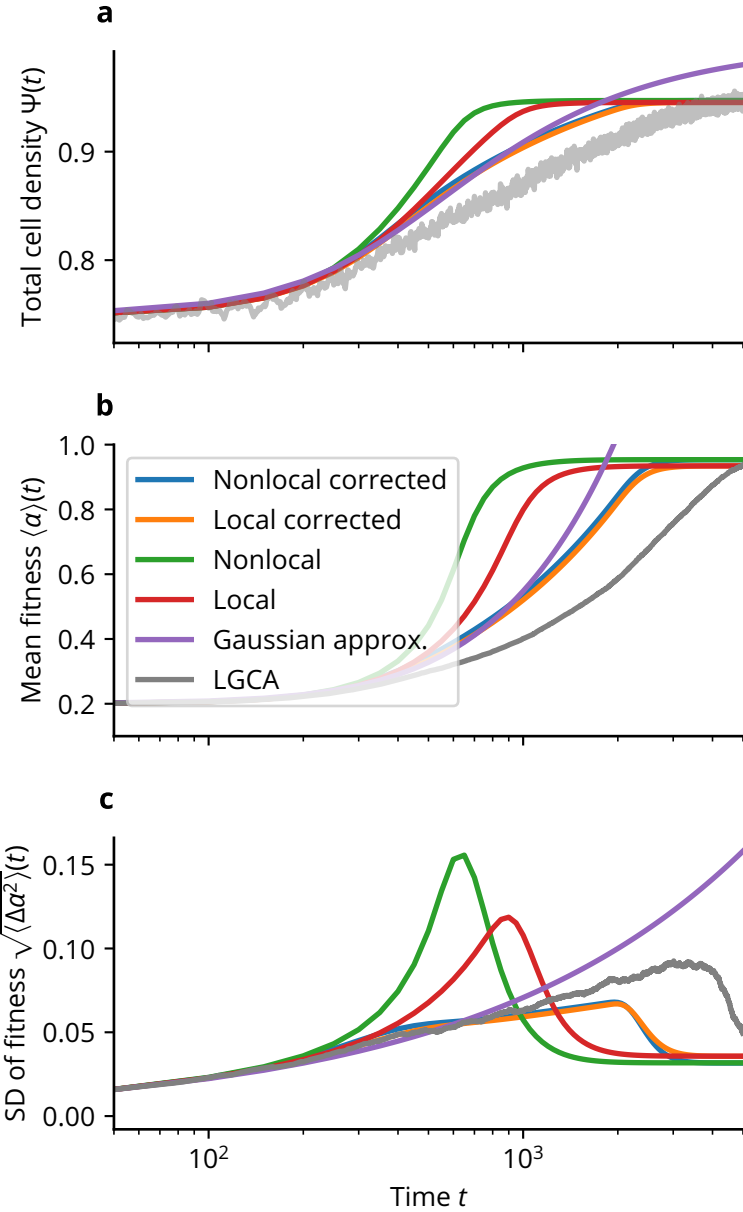 a
Total cell density Ψ(t)
0.9
0.8
b
Mean fitness ⟨α⟩(t)
1.0
0.8
0.6
0.4
0.2
Nonlocal corrected
Local corrected
Nonlocal
Local
Gaussian approx.
LGCA
c
SD of fitness √⟨Δα²⟩(t)
0.15
0.10
0.05
0.00
10²
10³
Time t